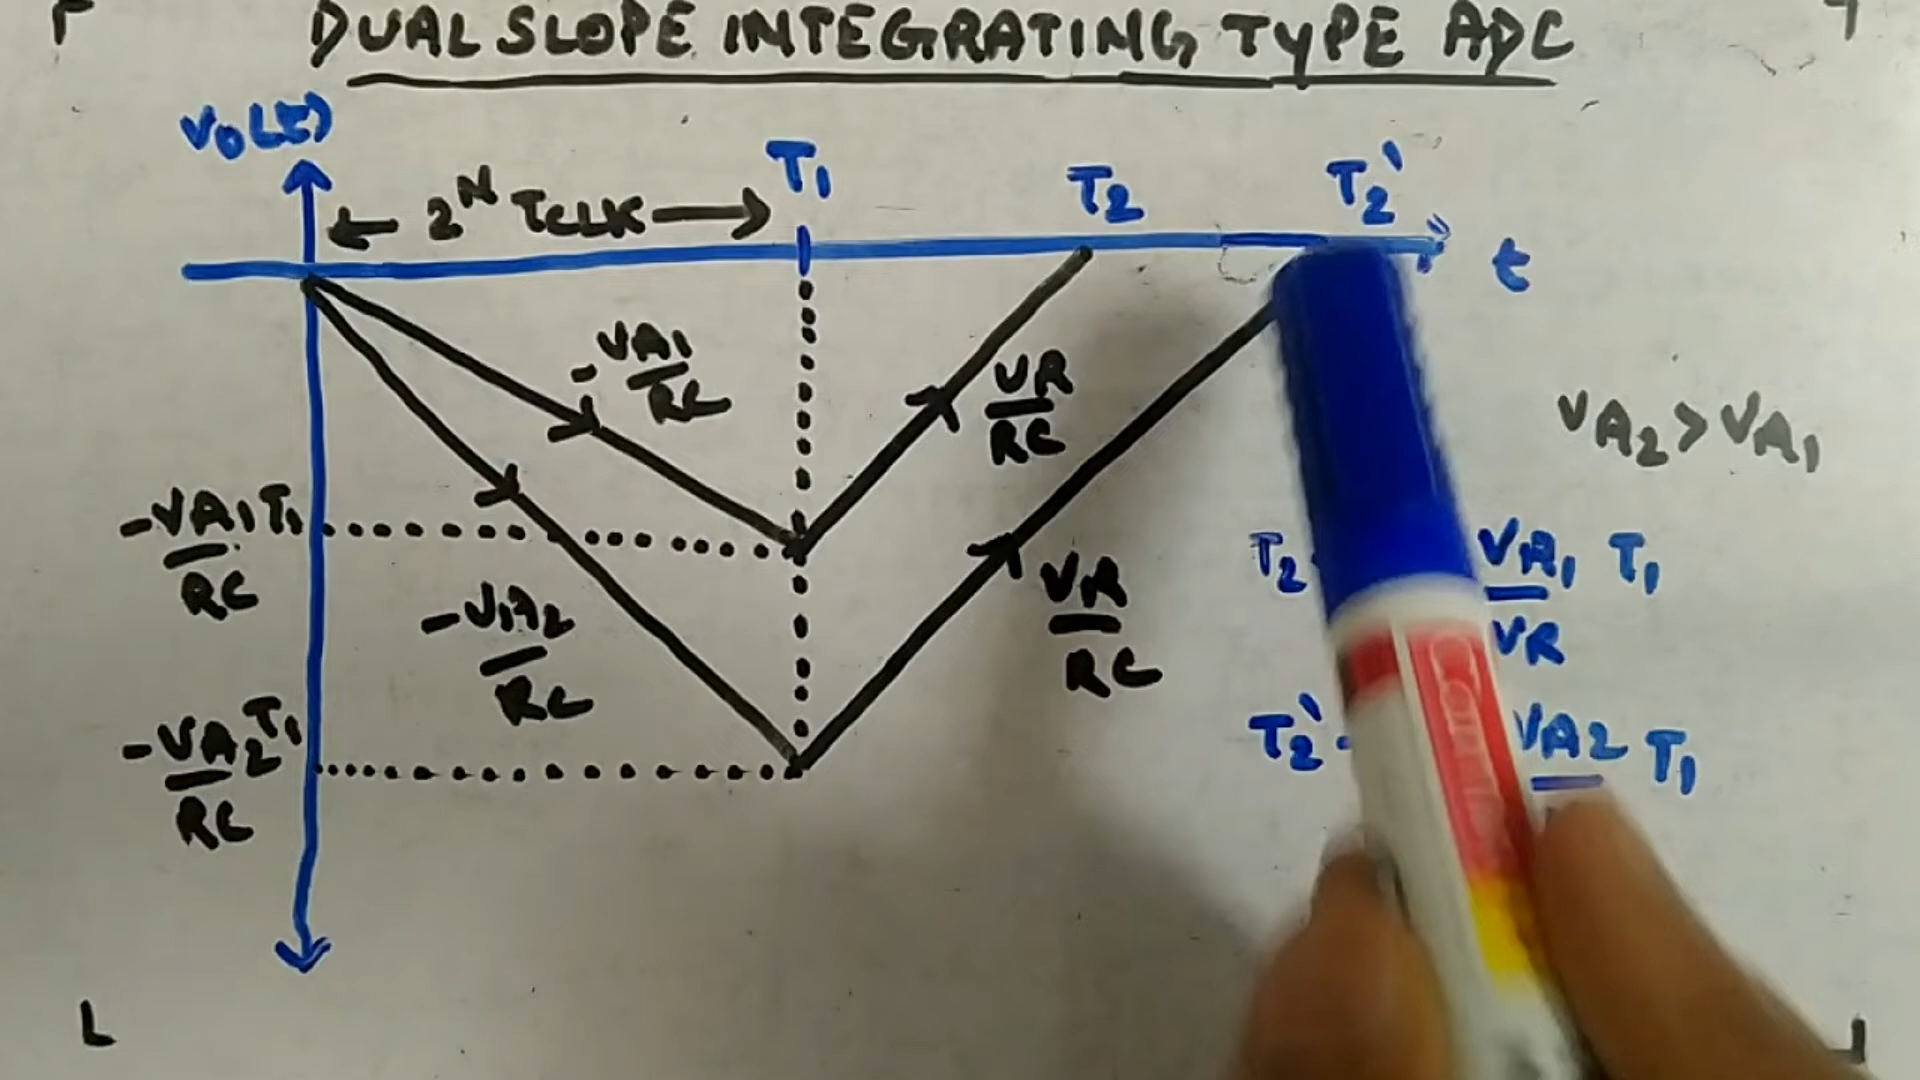 DUAL SLOPE INTEGRATING TYPE ADC
VO(t)
← 2^N TCLK → T1 T2 T2'
t
-VA1/RC
VR/RC
VA2 > VA1
-VA1T1/RC
-VA2/RC
VR/RC
T2 VA1/VR T1
-VA2T1/RC
T2' VA2 T1